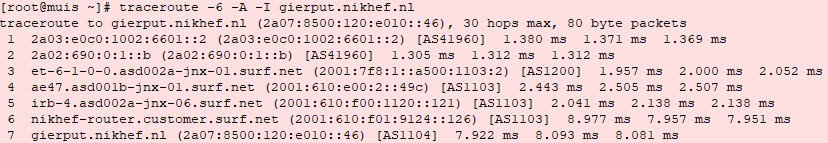 [root@muis ~]# traceroute -6 -A -I gierput.nikhef.nl
traceroute to gierput.nikhef.nl (2a07:8500:120:e010::46), 30 hops max, 80 byte packets
1 2a03:e0c0:1002:6601::2 (2a03:e0c0:1002:6601::2) [AS41960] 1.380 ms 1.371 ms 1.369 ms
2 2a02:690:0:1::b (2a02:690:0:1::b) [AS41960] 1.305 ms 1.312 ms 1.312 ms
3 et-6-1-0-0.asd002a-jnx-01.surf.net (2001:7f8:1::a500:1103:2) [AS1200] 1.957 ms 2.000 ms 2.052 ms
4 ae47.asd001b-jnx-01.surf.net (2001:610:e00:2::49c) [AS1103] 2.443 ms 2.505 ms 2.507 ms
5 irb-4.asd002a-jnx-06.surf.net (2001:610:f00:1120::121) [AS1103] 2.041 ms 2.138 ms 2.138 ms
6 nikhef-router.customer.surf.net (2001:610:f01:9124::126) [AS1103] 8.977 ms 7.957 ms 7.951 ms
7 gierput.nikhef.nl (2a07:8500:120:e010::46) [AS1104] 7.922 ms 8.093 ms 8.081 ms